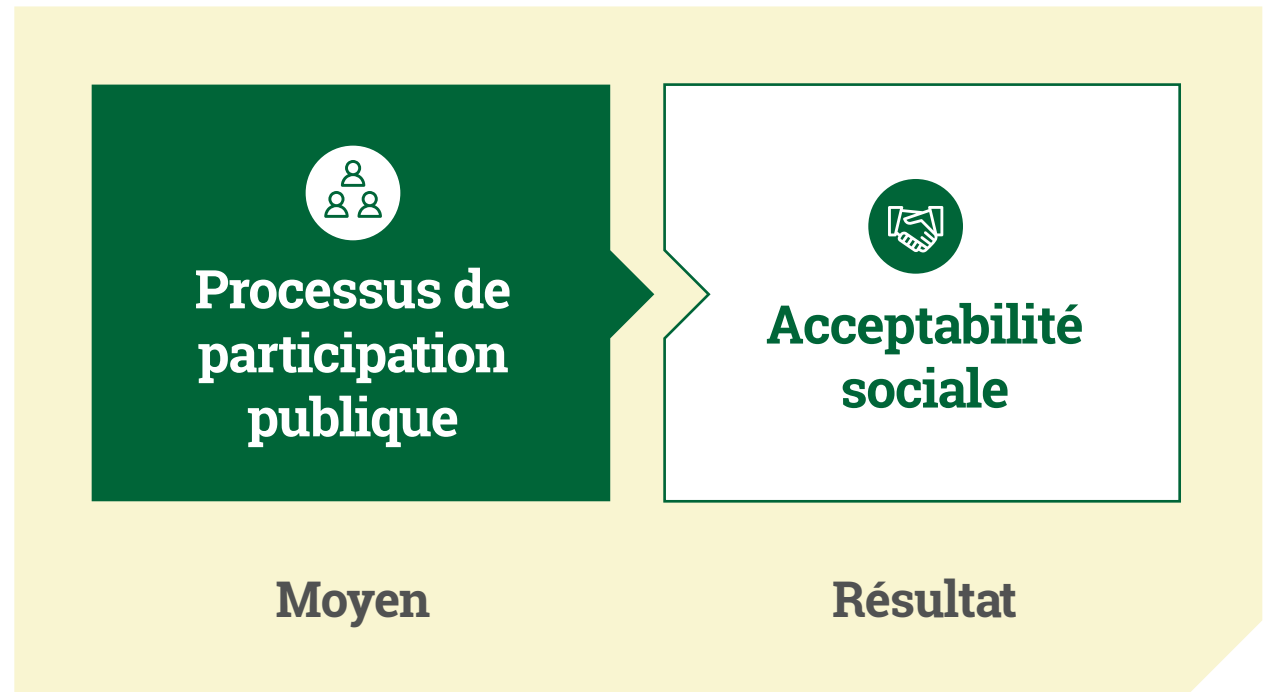 Processus de
participation
publique
Acceptabilité
sociale
Moyen
Résultat